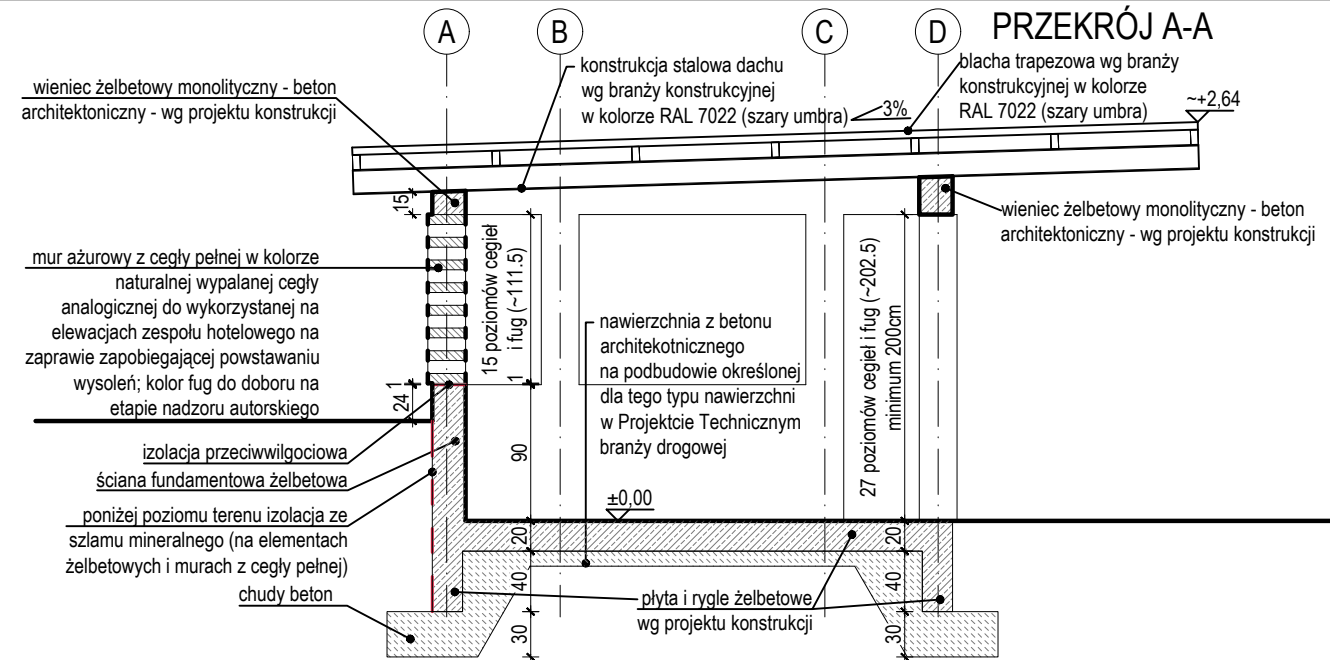 A
B
C
D
PRZEKRÓJ A-A
wieniec żelbetowy monolityczny - beton
architektoniczny - wg projektu konstrukcji
konstrukcja stalowa dachu
wg branży konstrukcyjnej
w kolorze RAL 7022 (szary umbra)
3%
blacha trapezowa wg branży
konstrukcyjnej w kolorze
RAL 7022 (szary umbra)
~+2,64
15
wieniec żelbetowy monolityczny - beton
architektoniczny - wg projektu konstrukcji
mur ażurowy z cegły pełnej w kolorze
naturalnej wypalanej cegły
analogicznej do wykorzystanej na
elewacjach zespołu hotelowego na
zaprawie zapobiegającej powstawaniu
wysoleń; kolor fug do doboru na
etapie nadzoru autorskiego
15 poziomów cegieł
i fug (~111.5)
1
24
1
nawierzchnia z betonu
architekotnicznego
na podbudowie określonej
dla tego typu nawierzchni
w Projektcie Technicznym
branży drogowej
27 poziomów cegieł i fug (~202.5)
minimum 200cm
izolacja przeciwwilgociowa
ściana fundamentowa żelbetowa
90
±0,00
poniżej poziomu terenu izolacja ze
szlamu mineralnego (na elementach
żelbetowych i murach z cegły pełnej)
20
20
chudy beton
40
40
płyta i rygle żelbetowe
wg projektu konstrukcji
30
30